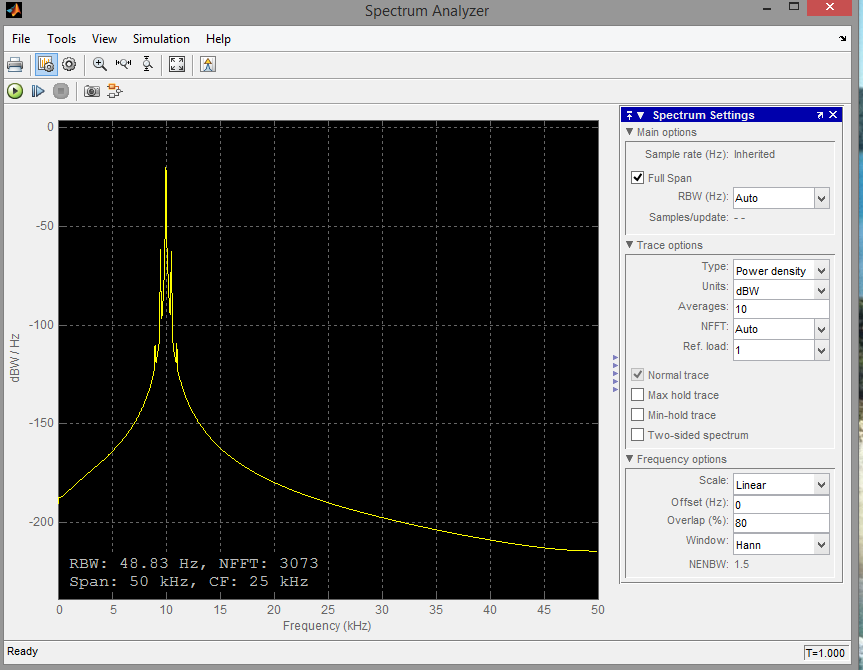 Spectrum Analyzer
File Tools View Simulation Help
Spectrum Settings
Main options
Sample rate (Hz): Inherited
Full Span
RBW (Hz): Auto
Samples/update: - -
Trace options
Type: Power density
Units: dBW
Averages: 10
NFFT: Auto
Ref. load: 1
Normal trace
Max hold trace
Min-hold trace
Two-sided spectrum
Frequency options
Scale: Linear
Offset (Hz): 0
Overlap (%): 80
Window: Hann
NENBW: 1.5
dBW / Hz
0
-50
-100
-150
-200
RBW: 48.83 Hz, NFFT: 3073
Span: 50 kHz, CF: 25 kHz
0 5 10 15 20 25 30 35 40 45 50
Frequency (kHz)
Ready
T=1.000